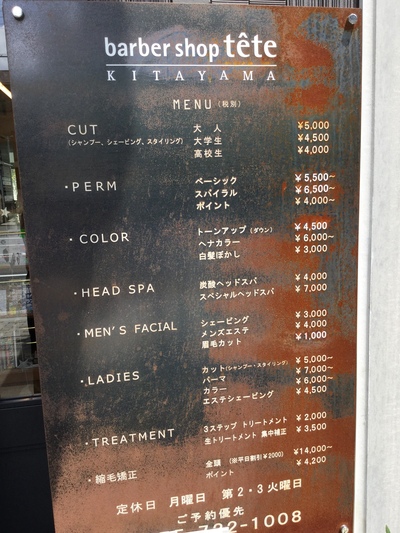 barber shop tête
KITAYAMA
MENU (税別)
CUT 大人 ¥5,000
(シャンプー、シェービング、スタイリング) 大学生 ¥4,500
高校生 ¥4,000
・PERM ベーシック ¥5,500~
スパイラル ¥6,500~
ポイント ¥4,000~
・COLOR トーンアップ (ダウン) ¥4,500
ヘナカラー ¥6,000~
白髪ぼかし ¥3,000
・HEAD SPA 炭酸ヘッドスパ ¥4,000
スペシャルヘッドスパ ¥7,000
・MEN'S FACIAL シェービング ¥3,000
メンズエステ ¥4,000
眉毛カット ¥1,000
・LADIES カット(シャンプー・スタイリング) ¥5,000~
パーマ ¥7,000~
カラー ¥6,000~
エステシェービング ¥4,500
・TREATMENT 3ステップ トリートメント ¥2,000
生トリートメント 集中補正 ¥3,500
・縮毛矯正 全頭 (※平日割引¥2000) ¥14,000~
ポイント ¥4,200
定休日 月曜日 第2・3火曜日
ご予約優先
722-1008